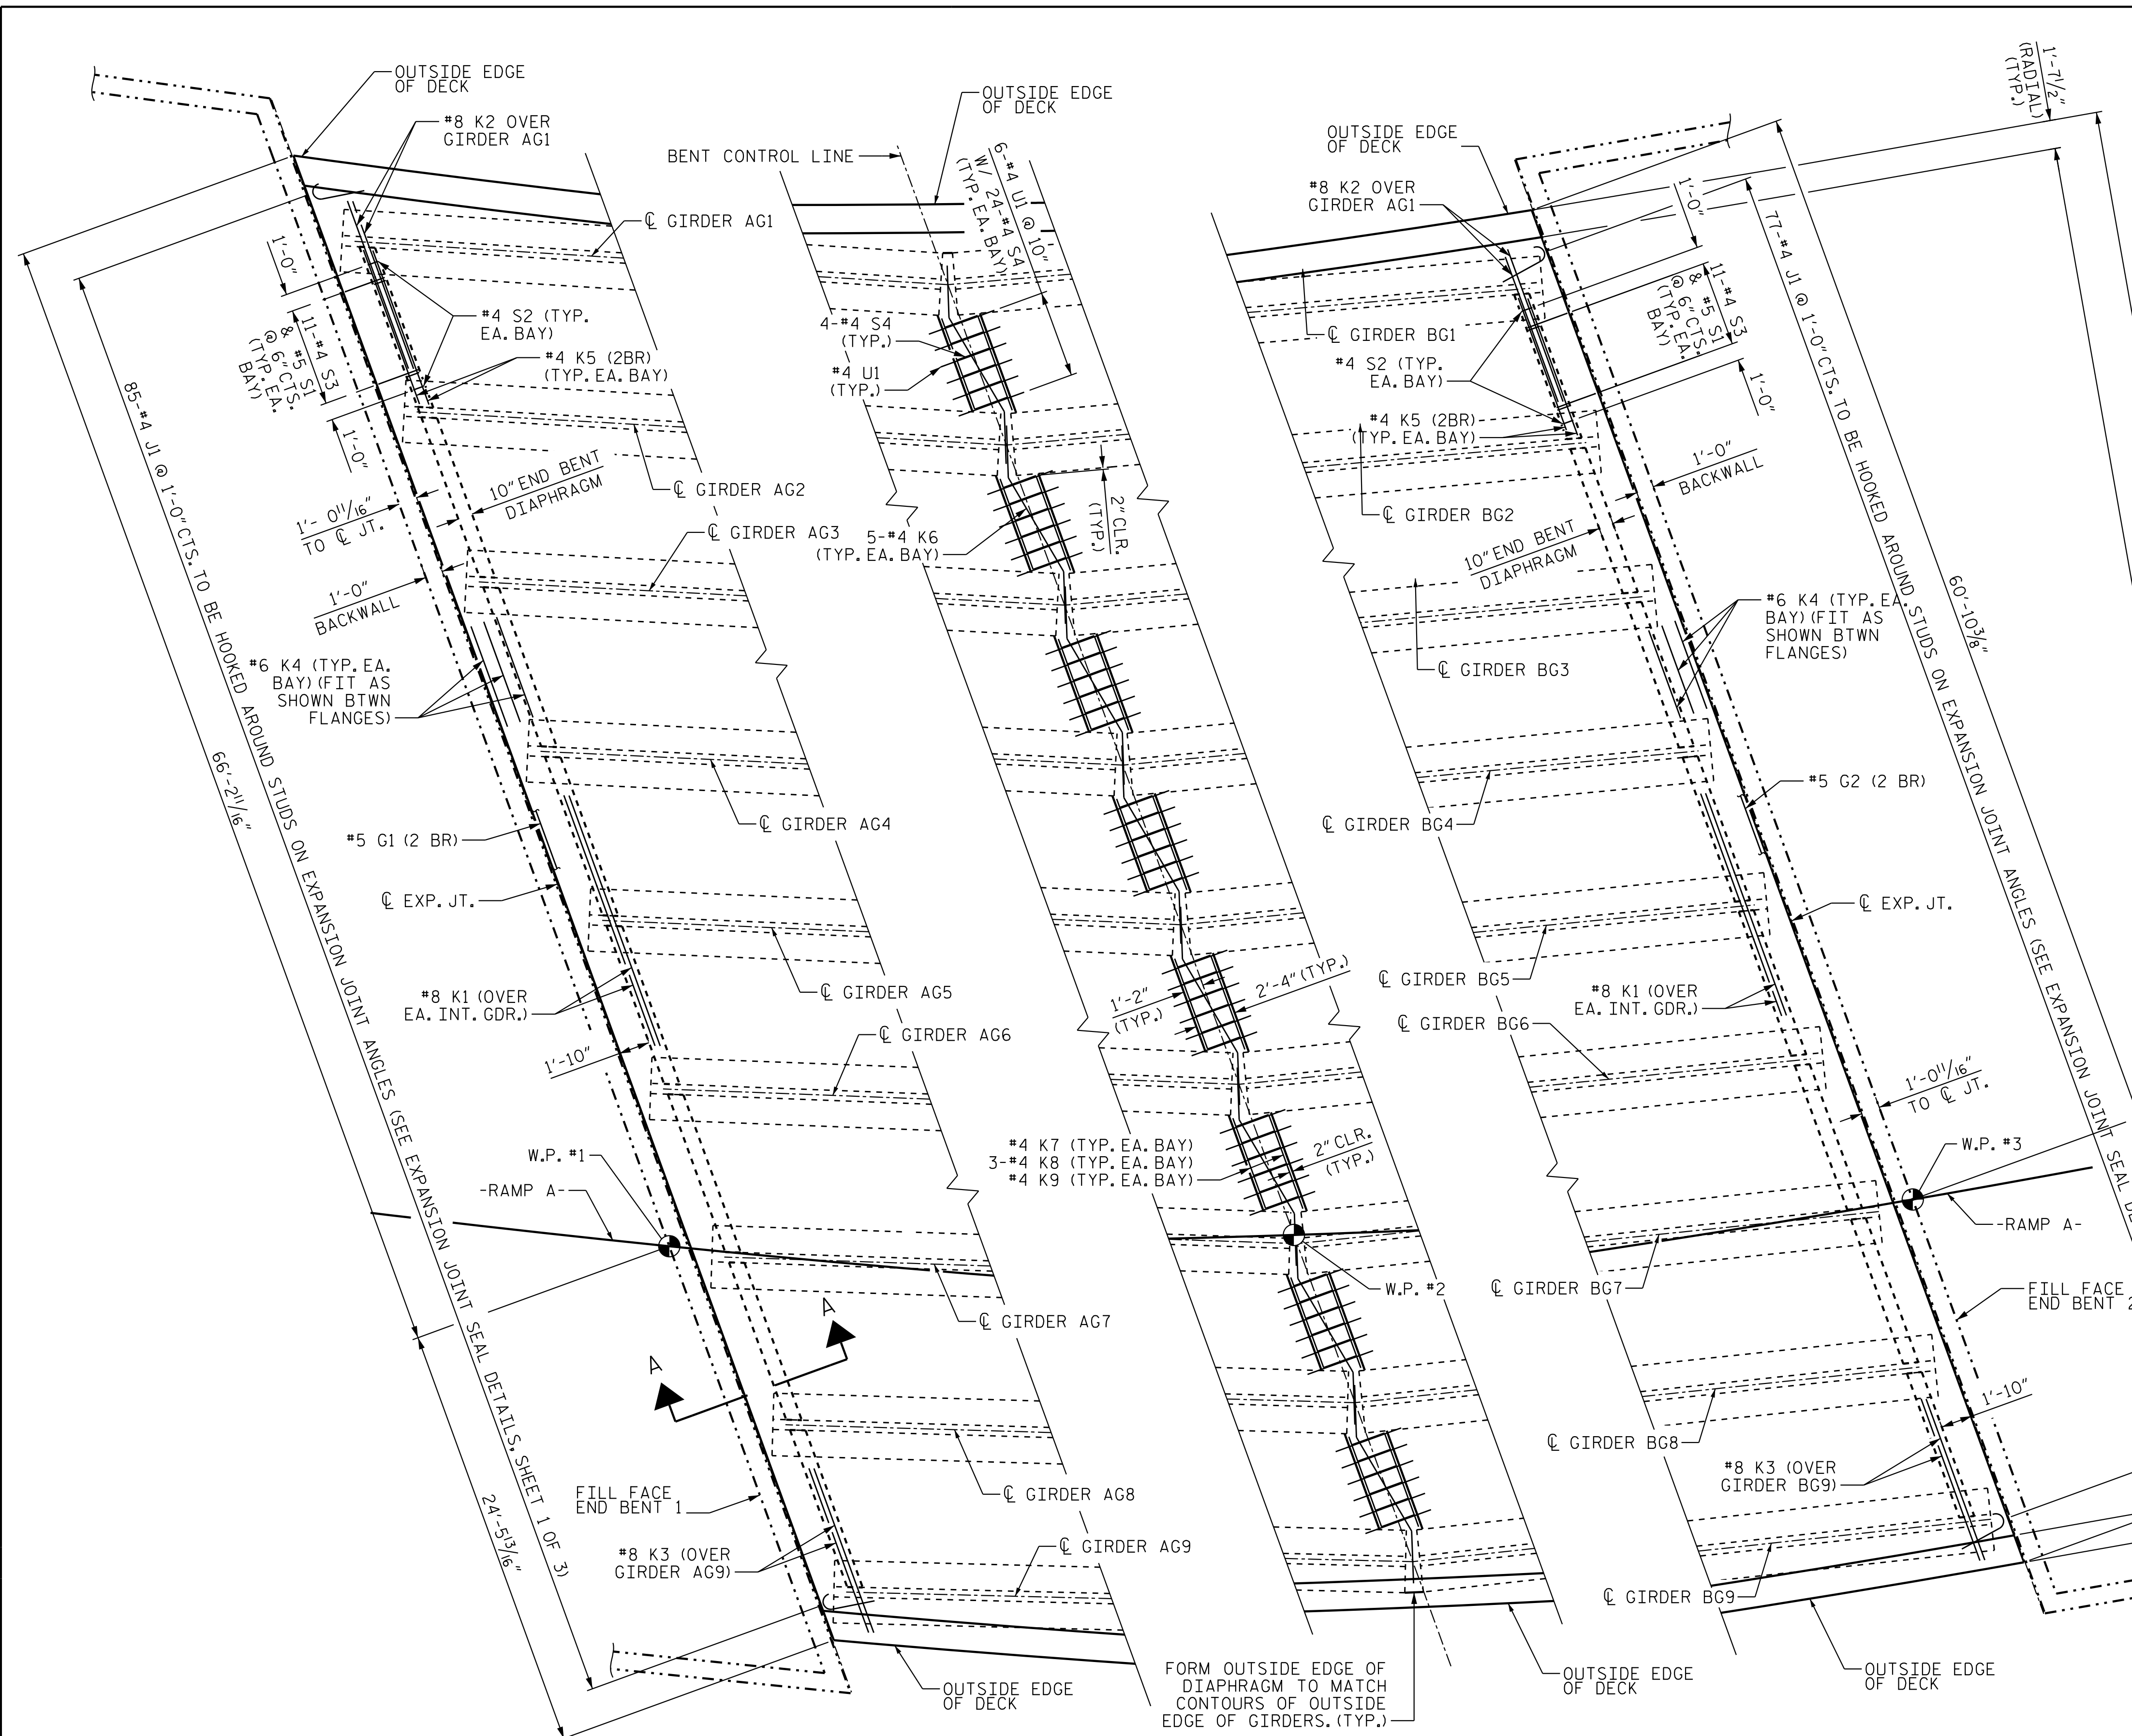 OUTSIDE EDGE
OF DECK
#8 K2 OVER
GIRDER AG1
BENT CONTROL LINE
OUTSIDE EDGE
OF DECK
6-#4 U1 @ 10"
W/ 24-#4 S4
(TYP. EA. BAY)
OUTSIDE EDGE
OF DECK
#8 K2 OVER
GIRDER AG1
1'-7 1/2"
(RADIAL)
(TYP.)
℄ GIRDER AG1
1'-0"
11-#4 S3
& #5 S1
@ 6" CTS.
(TYP. EA.
BAY)
1'-0"
#4 S2 (TYP.
EA. BAY)
#4 K5 (2BR)
(TYP. EA. BAY)
4-#4 S4
(TYP.)
#4 U1
(TYP.)
℄ GIRDER BG1
#4 S2 (TYP.
EA. BAY)
#4 K5 (2BR)
(TYP. EA. BAY)
1'-0"
11-#4 S3
& #5 S1
@ 6" CTS.
(TYP. EA.
BAY)
1'-0"
77-#4 J1 @ 1'-0" CTS. TO BE HOOKED AROUND STUDS ON EXPANSION JOINT ANGLES (SEE EXPANSION JOINT SEAL
85-#4 J1 @ 1'-0" CTS. TO BE HOOKED AROUND STUDS ON EXPANSION JOINT ANGLES (SEE EXPANSION JOINT SEAL DETAILS, SHEET 1 OF 3)
10" END BENT
DIAPHRAGM
℄ GIRDER AG2
1'- 0 11/16"
TO ℄ JT.
℄ GIRDER AG3
5-#4 K6
(TYP. EA. BAY)
2" CLR.
(TYP.)
℄ GIRDER BG2
1'-0"
BACKWALL
10" END BENT
DIAPHRAGM
1'-0"
BACKWALL
60'-10 3/8"
#6 K4 (TYP. EA.
BAY) (FIT AS
SHOWN BTWN
FLANGES)
#6 K4 (TYP. EA.
BAY) (FIT AS
SHOWN BTWN
FLANGES)
℄ GIRDER BG3
66'-2 11/16"
#5 G1 (2 BR)
℄ GIRDER AG4
℄ GIRDER BG4
#5 G2 (2 BR)
℄ EXP. JT.
℄ EXP. JT.
#8 K1 (OVER
EA. INT. GDR.)
℄ GIRDER AG5
1'-2"
(TYP.)
2'-4" (TYP.)
℄ GIRDER BG5
#8 K1 (OVER
EA. INT. GDR.)
℄ GIRDER BG6
℄ GIRDER AG6
1'-10"
1'-0 11/16"
TO ℄ JT.
W.P. #1
-RAMP A-
#4 K7 (TYP. EA. BAY)
3-#4 K8 (TYP. EA. BAY)
#4 K9 (TYP. EA. BAY)
2" CLR.
(TYP.)
W.P. #3
-RAMP A-
W.P. #2
℄ GIRDER BG7
FILL FACE
END BENT 2
℄ GIRDER AG7
A
A
1'-10"
℄ GIRDER BG8
#8 K3 (OVER
GIRDER BG9)
24'-5 13/16"
FILL FACE
END BENT 1
℄ GIRDER AG8
#8 K3 (OVER
GIRDER AG9)
℄ GIRDER AG9
℄ GIRDER BG9
OUTSIDE EDGE
OF DECK
FORM OUTSIDE EDGE OF
DIAPHRAGM TO MATCH
CONTOURS OF OUTSIDE
EDGE OF GIRDERS. (TYP.)
OUTSIDE EDGE
OF DECK
OUTSIDE EDGE
OF DECK